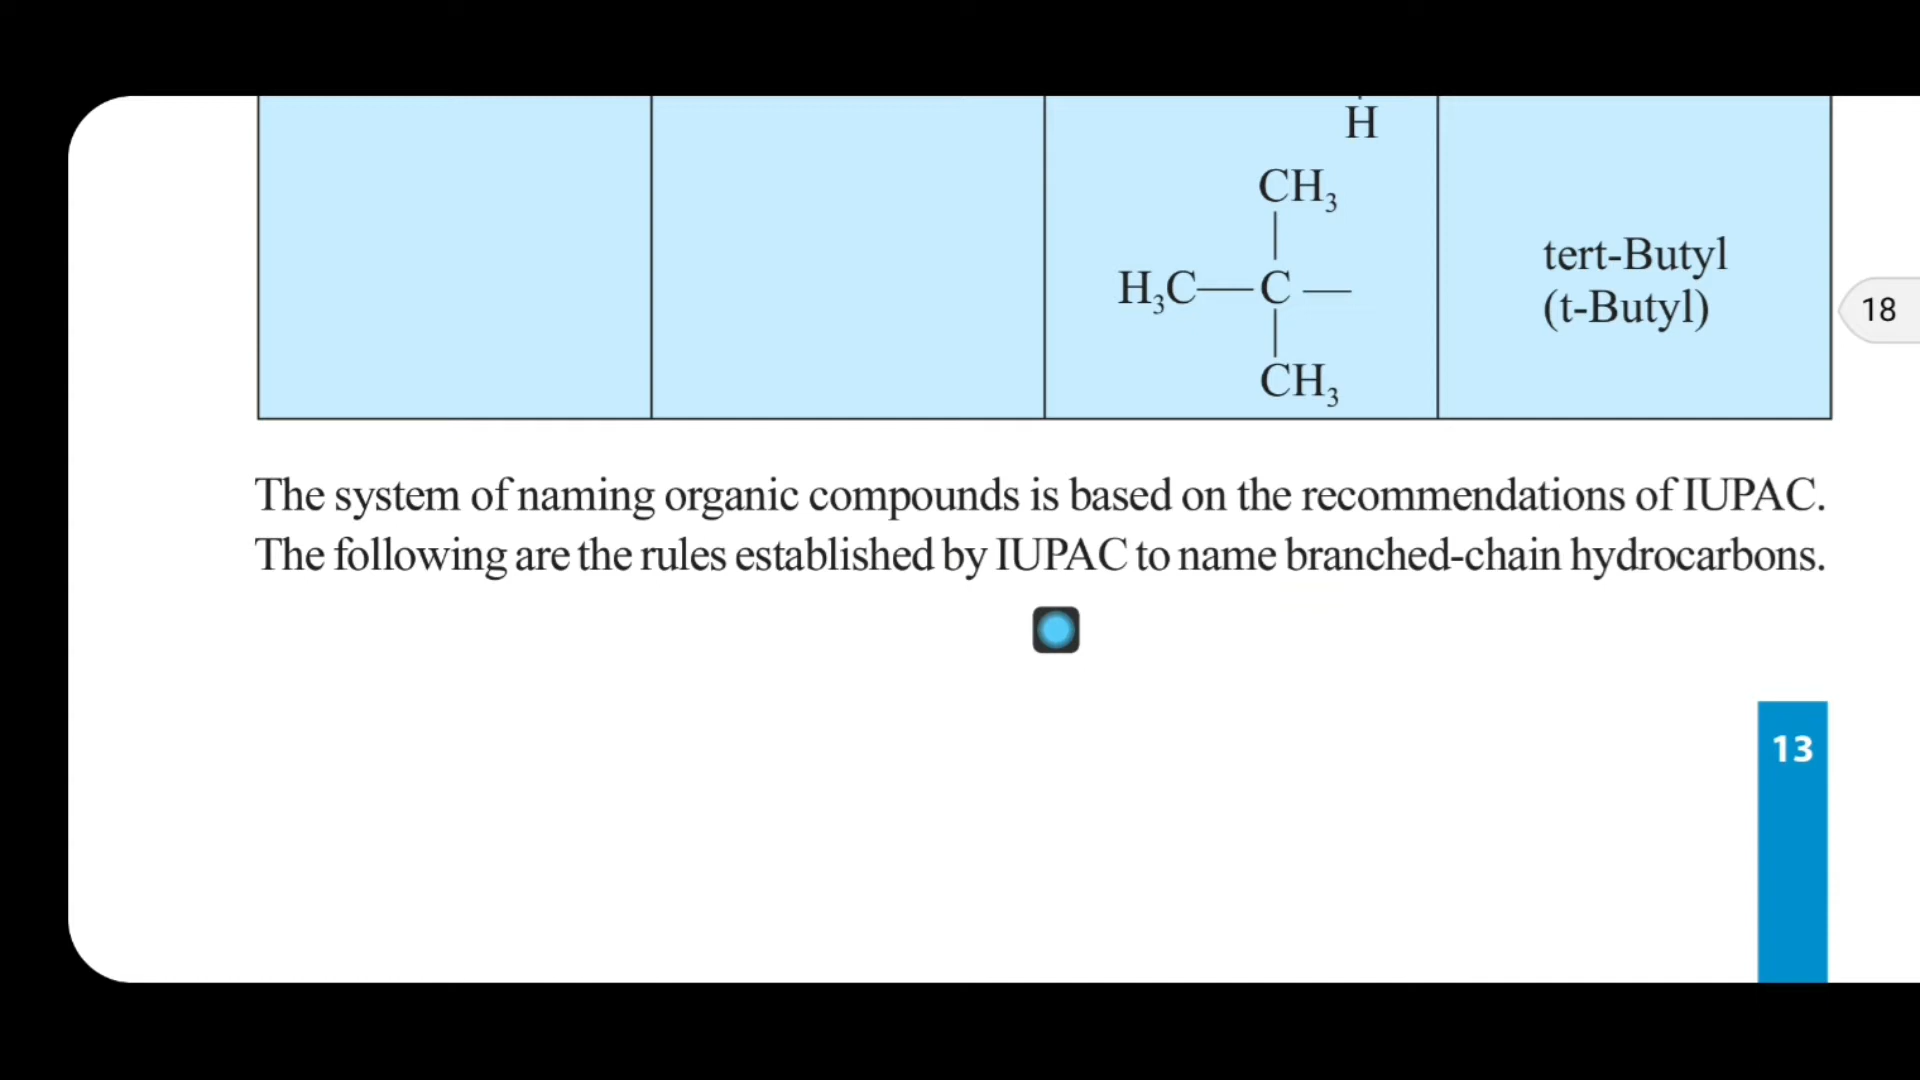 H
CH₃
H₃C—C—
CH₃
tert-Butyl
(t-Butyl)
18
The system of naming organic compounds is based on the recommendations of IUPAC.
The following are the rules established by IUPAC to name branched-chain hydrocarbons.
13